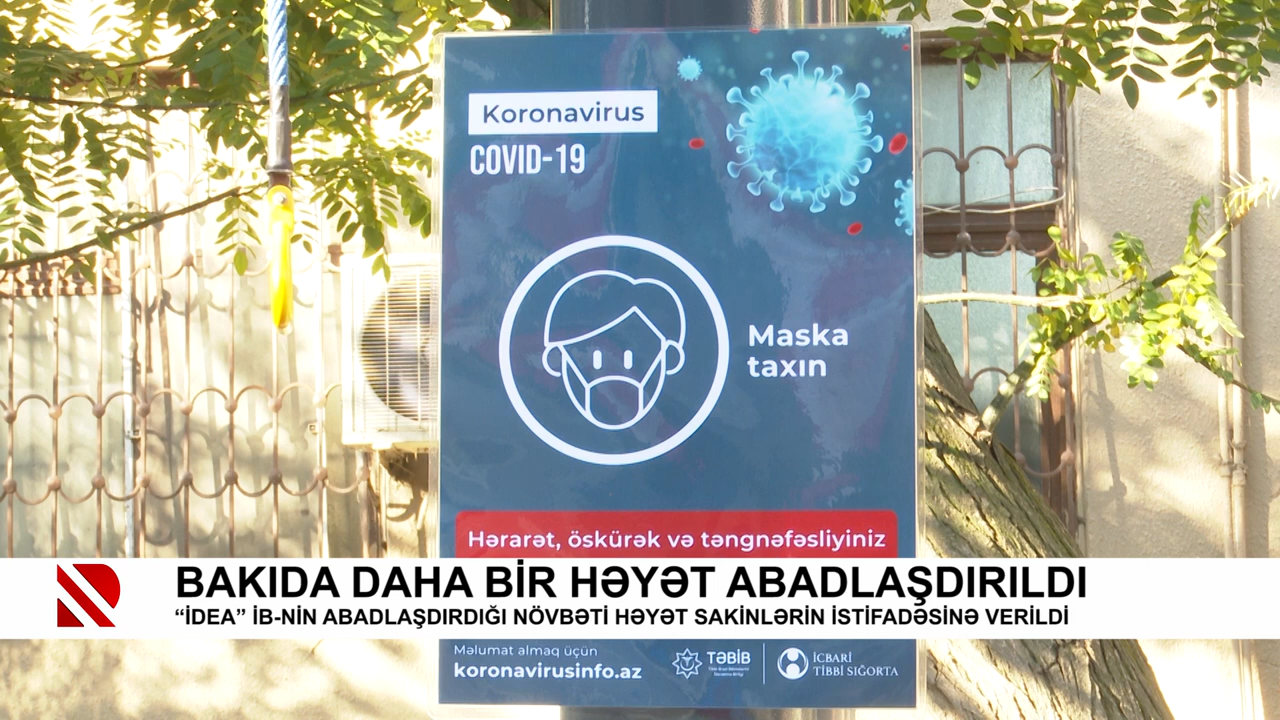 Koronavirus
COVID-19
Maska
taxın
Hərarət, öskürək və təngnəfəsliyiniz
BAKIDA DAHA BİR HƏYƏT ABADLAŞDIRILDI
“İDEA” İB-NİN ABADLAŞDIRDIĞI NÖVBƏTİ HƏYƏT SAKİNLƏRİN İSTİFADƏSİNƏ VERİLDİ
Məlumat almaq üçün
koronavirusinfo.az
TƏBİB
İCBARİ
TİBBİ SIĞORTA